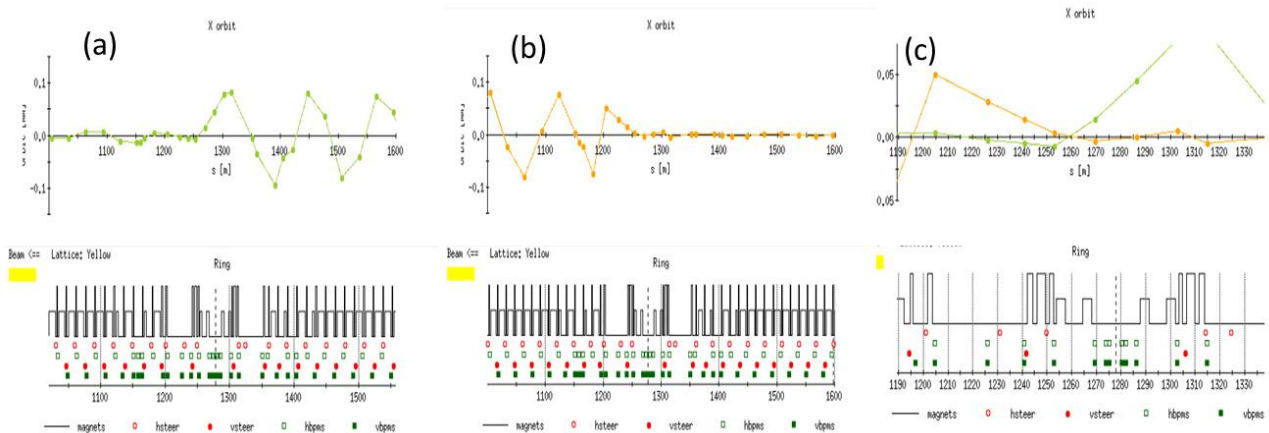 (a)
X orbit
0.1
0.0
-0.1
1100 1200 1300 1400 1500 1600
s [m]
Beam <== Lattice: Yellow
Ring
1100 1200 1300 1400 1500
magnets hsteer vsteer hbpms vbpms
(b)
X orbit
0.1
0.0
-0.1
1100 1200 1300 1400 1500 1600
s [m]
Beam <== Lattice: Yellow
Ring
1100 1200 1300 1400 1500 1600
magnets hsteer vsteer hbpms vbpms
(c)
X orbit
0.05
0.00
0.05
1190 1200 1210 1220 1230 1240 1250 1260 1270 1280 1290 1300 1310 1320 1330
s [m]
Ring
1190 1200 1210 1220 1230 1240 1250 1260 1270 1280 1290 1300 1310 1320 1330
magnets hsteer vsteer hbpms vbpms